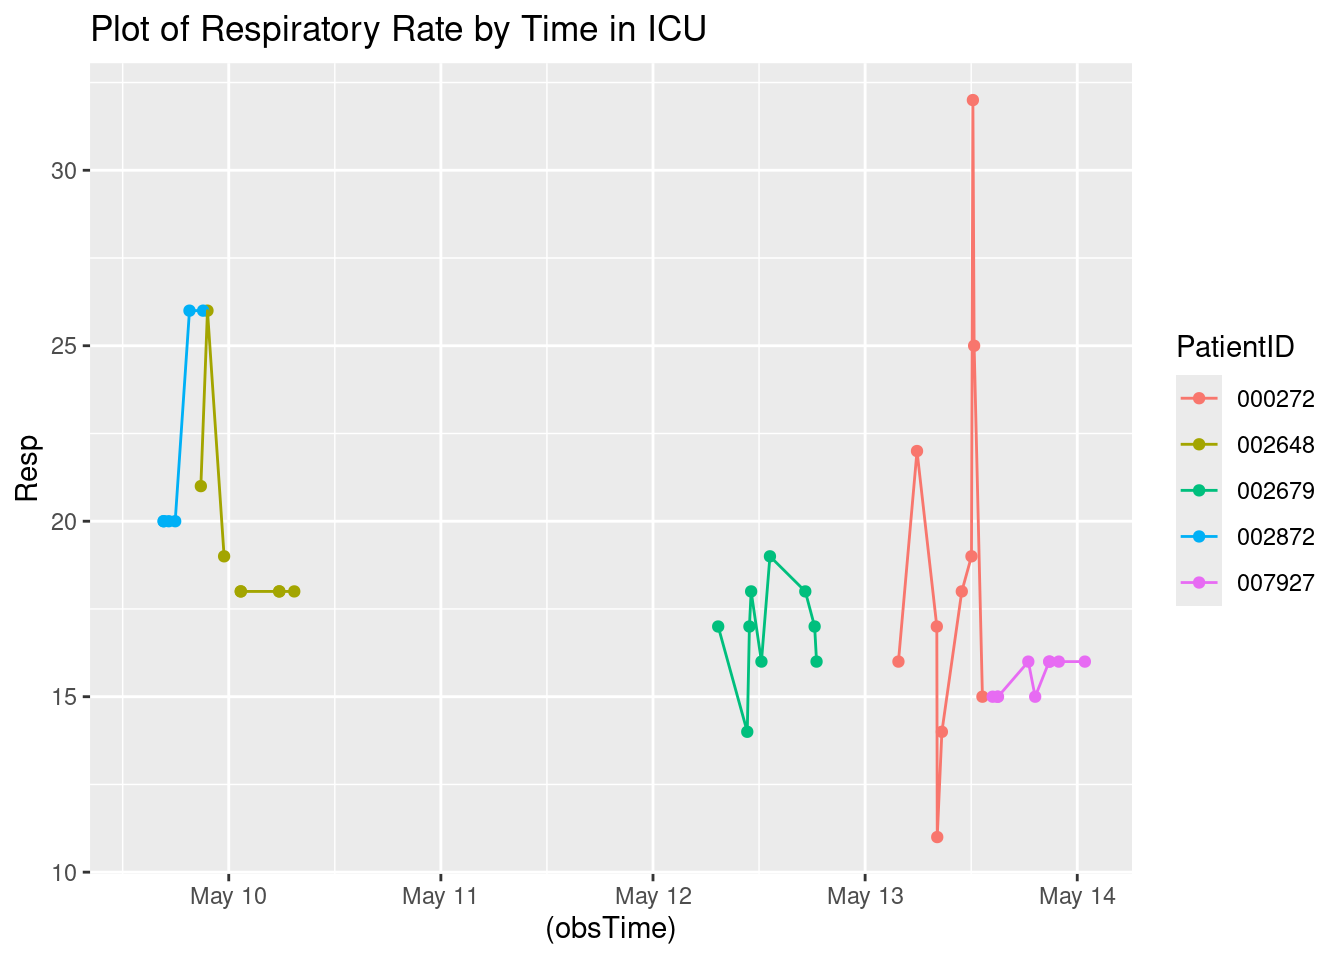 Plot of Respiratory Rate by Time in ICU
Resp
30
25
20
15
10
May 10
May 11
May 12
May 13
May 14
(obsTime)
PatientID
000272
002648
002679
002872
007927